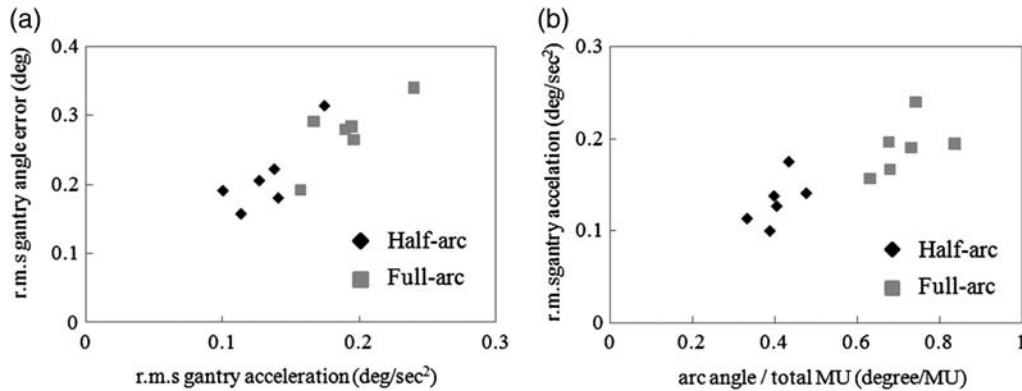 (a)
r.m.s gantry angle error (deg)
0.4
0.3
0.2
0.1
0
0
0.1
0.2
0.3
r.m.s gantry acceleration (deg/sec²)
Half-arc
Full-arc
(b)
r.m.sgantry accelation (deg/sec²)
0.3
0.2
0.1
0
0
0.2
0.4
0.6
0.8
1
arc angle / total MU (degree/MU)
Half-arc
Full-arc